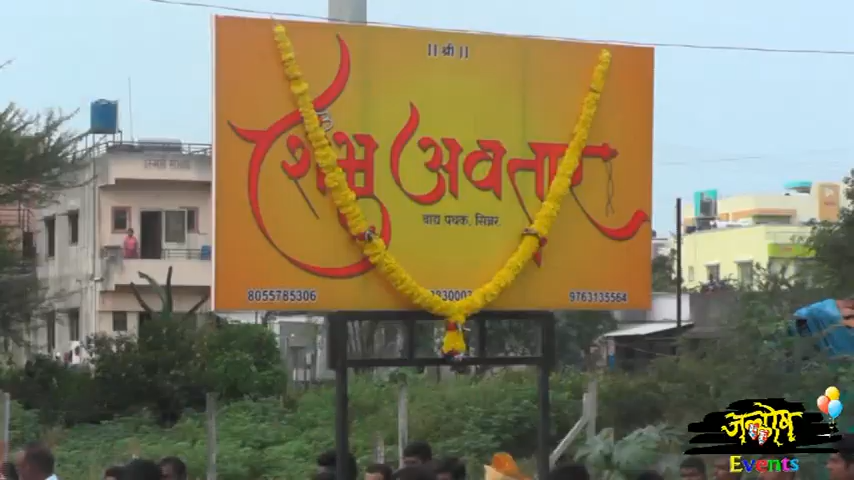 ॥ श्री ॥
शंभू अवतार
वाद्य पथक, सिन्नर.
8055785306
9763135564
जल्लोष
Events